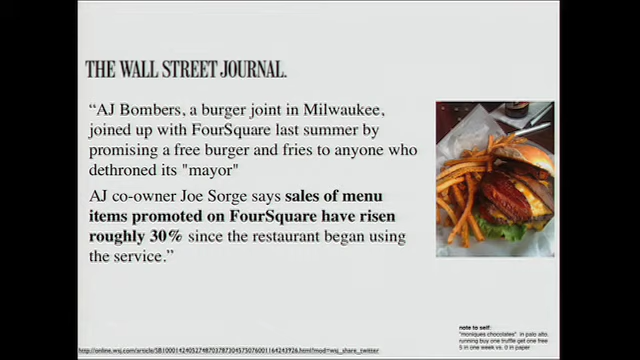 THE WALL STREET JOURNAL.
“AJ Bombers, a burger joint in Milwaukee,
joined up with FourSquare last summer by
promising a free burger and fries to anyone who
dethroned its "mayor"
AJ co-owner Joe Sorge says sales of menu
items promoted on FourSquare have risen
roughly 30% since the restaurant began using
the service.”
note to self:
"moniques chocolates" in palo alto.
running buy one truffle get one free
5 in one week vs. 0 in paper